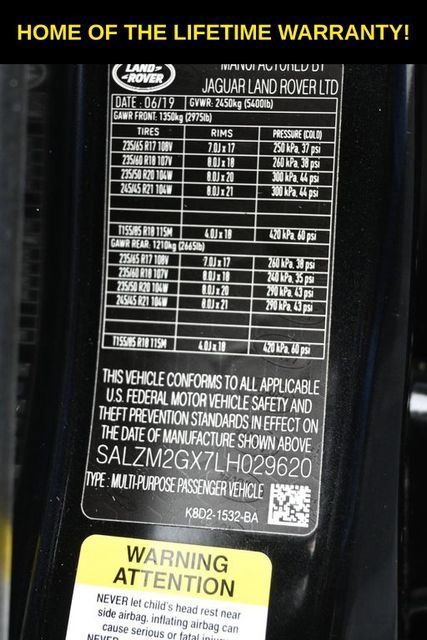 HOME OF THE LIFETIME WARRANTY!
LAND-
-ROVER
MANUFACTURED BY
JAGUAR LAND ROVER LTD
DATE : 06/19 GVWR: 2450kg (5400lb)
GAWR FRONT: 1350kg (2975lb)
TIRES RIMS PRESSURE (COLD)
235/65 R17 108V 7.0J x 17 250 kPa, 37 psi
235/60 R18 107V 8.0J x 18 260 kPa, 38 psi
235/50 R20 104W 8.0J x 20 300 kPa, 44 psi
245/45 R21 104W 8.0J x 21 300 kPa, 44 psi
T155/85 R18 115M 4.0J x 18 420 kPa, 60 psi
GAWR REAR: 1210kg (2665lb)
235/65 R17 108V 7.0J x 17 260 kPa, 38 psi
235/60 R18 107V 8.0J x 18 240 kPa, 35 psi
235/50 R20 104W 8.0J x 20 290 kPa, 43 psi
245/45 R21 104W 8.0J x 21 290 kPa, 43 psi
T155/85 R18 115M 4.0J x 18 420 kPa, 60 psi
THIS VEHICLE CONFORMS TO ALL APPLICABLE
U.S. FEDERAL MOTOR VEHICLE SAFETY AND
THEFT PREVENTION STANDARDS IN EFFECT ON
THE DATE OF MANUFACTURE SHOWN ABOVE
SALZM2GX7LH029620
TYPE : MULTI-PURPOSE PASSENGER VEHICLE
K8D2-1532-BA
WARNING
ATTENTION
NEVER let child's head rest near
side airbag. inflating airbag can
cause serious or fatal
NEVER